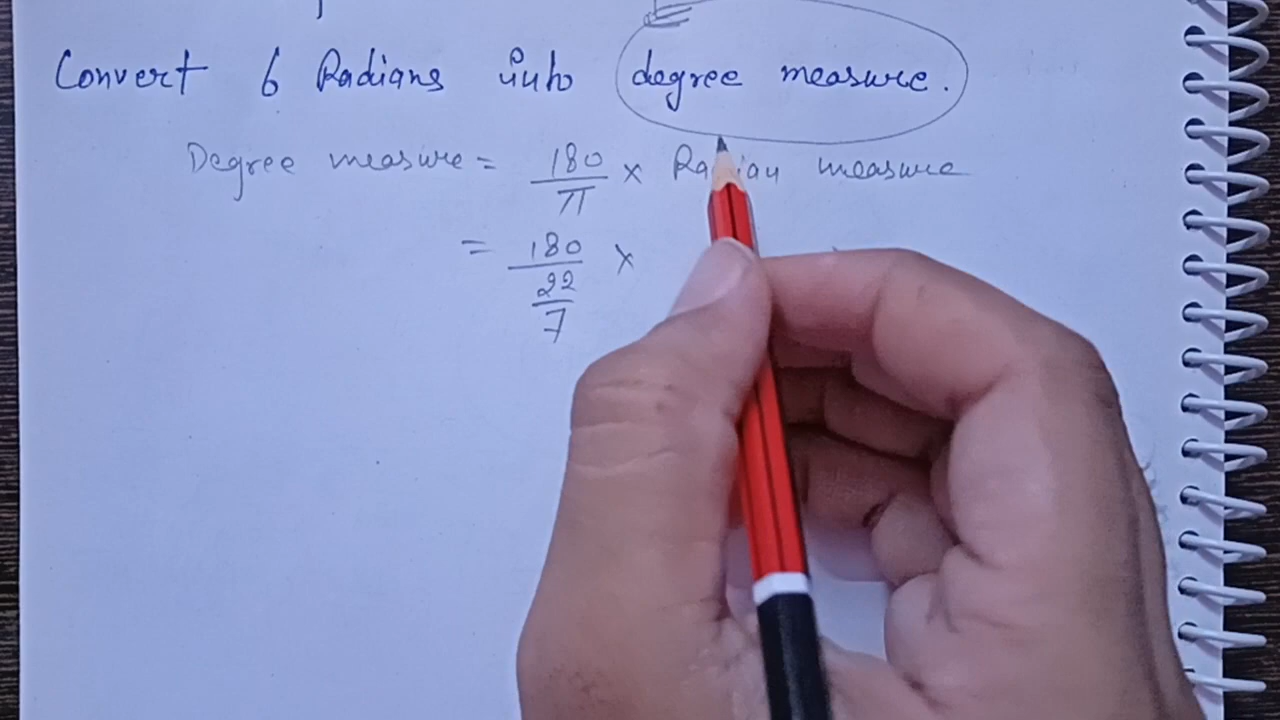 Convert 6 Radians into degree measure.
Degree measure = 180/π × Radian measure
= 180/(22/7) ×